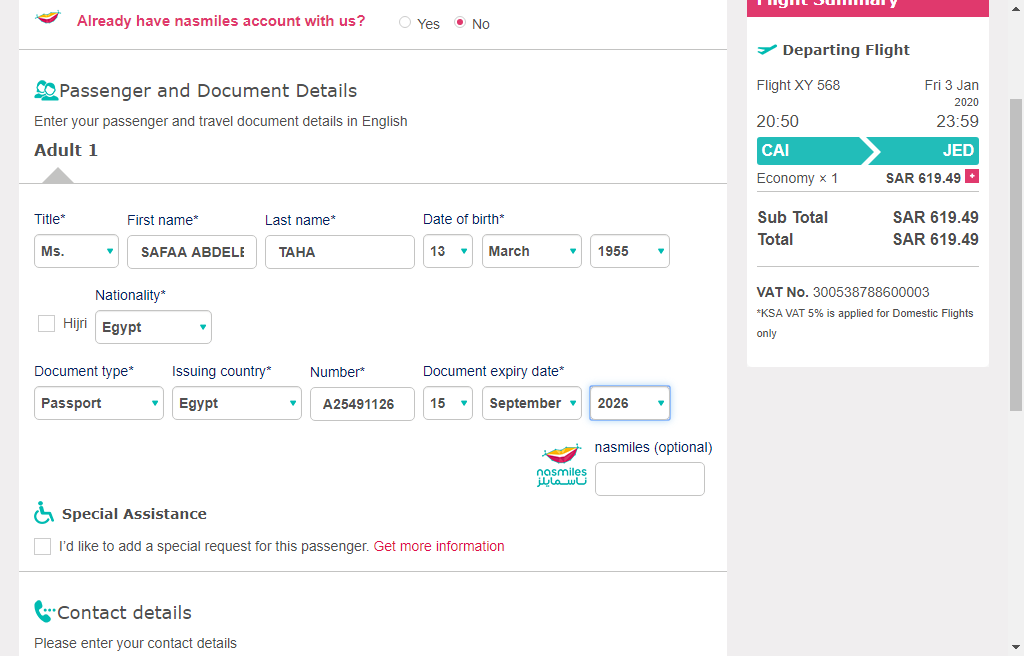 Already have nasmiles account with us? Yes No
Passenger and Document Details
Enter your passenger and travel document details in English
Adult 1
Title* First name* Last name* Date of birth*
Ms. SAFAA ABDELE TAHA 13 March 1955
Nationality*
Hijri Egypt
Document type* Issuing country* Number* Document expiry date*
Passport Egypt A25491126 15 September 2026
nasmiles (optional)
nasmiles
ناسمايلز
Special Assistance
I'd like to add a special request for this passenger. Get more information
Contact details
Please enter your contact details
Flight Summary
Departing Flight
Flight XY 568 Fri 3 Jan
2020
20:50 23:59
CAI JED
Economy × 1 SAR 619.49 +
Sub Total SAR 619.49
Total SAR 619.49
VAT No. 300538788600003
*KSA VAT 5% is applied for Domestic Flights
only